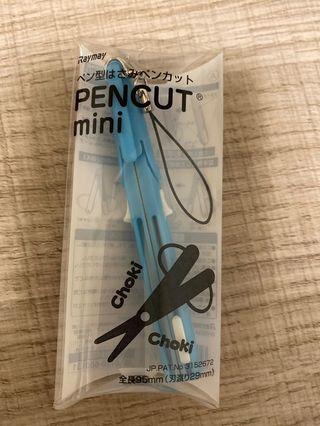 Raymay
ペン型はさみペンカット
PENCUT®
mini
Choki
Choki
JP.PAT.No.3152672
全長95mm(刃渡り29mm)